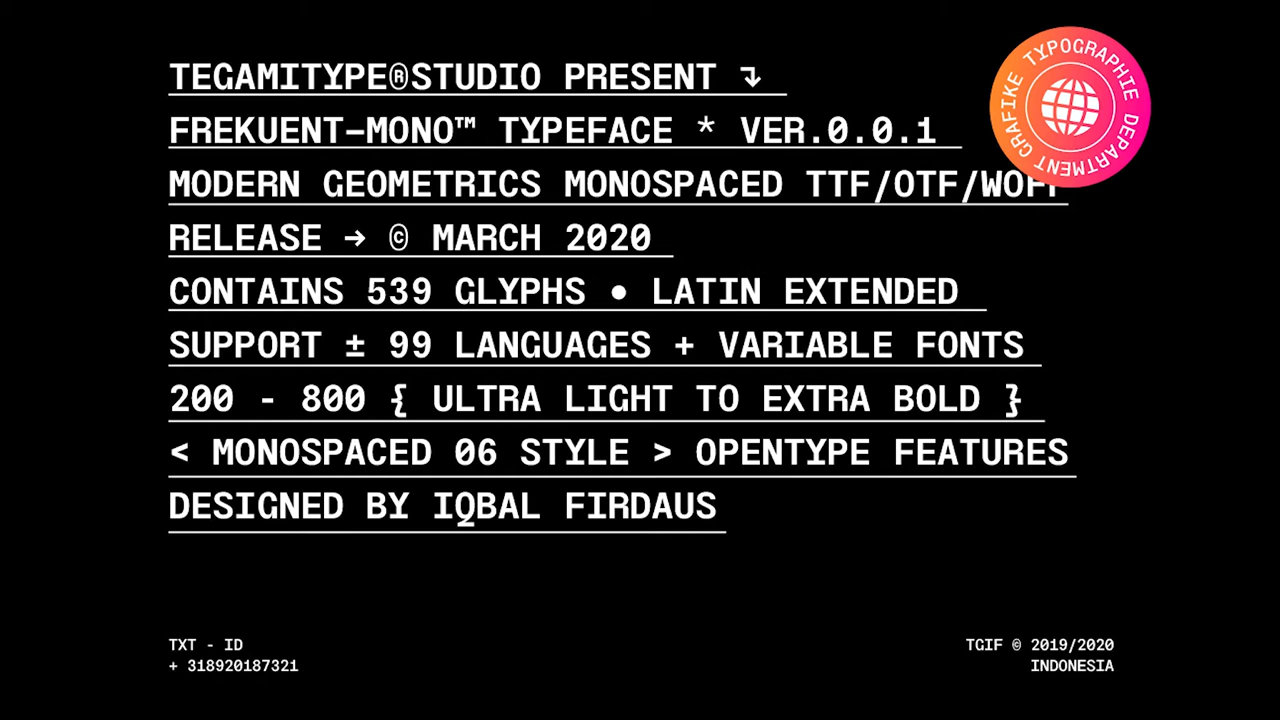 TEGAMITYPE®STUDIO PRESENT ↴
FREKUENT–MONO™ TYPEFACE * VER.0.0.1
MODERN GEOMETRICS MONOSPACED TTF/OTF/WOFF
RELEASE → © MARCH 2020
CONTAINS 539 GLYPHS • LATIN EXTENDED
SUPPORT ± 99 LANGUAGES + VARIABLE FONTS
200 - 800 { ULTRA LIGHT TO EXTRA BOLD }
< MONOSPACED 06 STYLE > OPENTYPE FEATURES
DESIGNED BY IQBAL FIRDAUS
GRAFIKE TYPOGRAPHIE DEPARTMENT
TXT - ID
+ 318920187321
TGIF © 2019/2020
INDONESIA